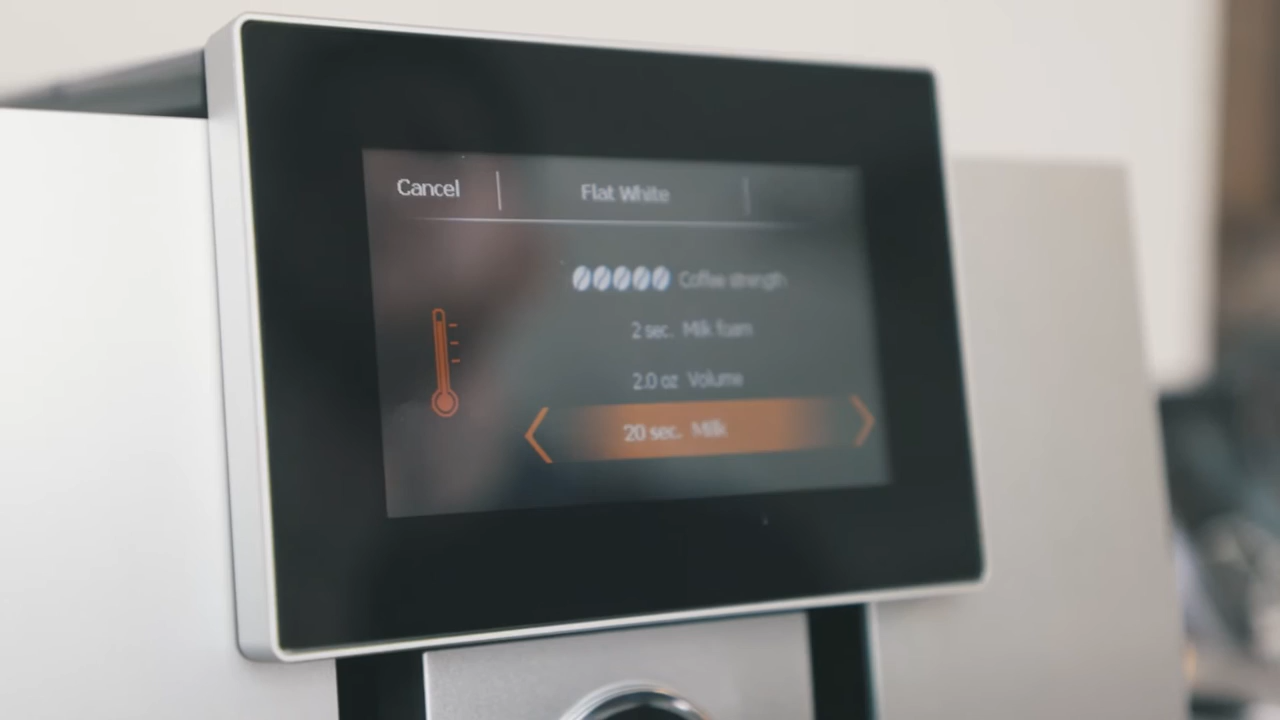 Cancel
Flat White
Coffee strength
2 sec. Milk foam
2.0 oz Volume
20 sec. Milk